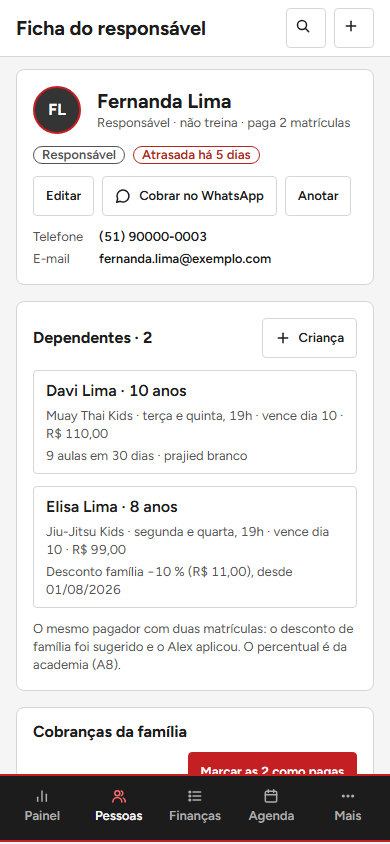 Ficha do responsável
FL
Fernanda Lima
Responsável · não treina · paga 2 matrículas
Responsável
Atrasada há 5 dias
Editar
Cobrar no WhatsApp
Anotar
Telefone (51) 90000-0003
E-mail fernanda.lima@exemplo.com
Dependentes · 2
Criança
Davi Lima · 10 anos
Muay Thai Kids · terça e quinta, 19h · vence dia 10 ·
R$ 110,00
9 aulas em 30 dias · prajied branco
Elisa Lima · 8 anos
Jiu-Jitsu Kids · segunda e quarta, 19h · vence dia
10 · R$ 99,00
Desconto família −10 % (R$ 11,00), desde
01/08/2026
O mesmo pagador com duas matrículas: o desconto de
família foi sugerido e o Alex aplicou. O percentual é da
academia (A8).
Cobranças da família
Marcar as 2 como pagas
Painel
Pessoas
Finanças
Agenda
Mais